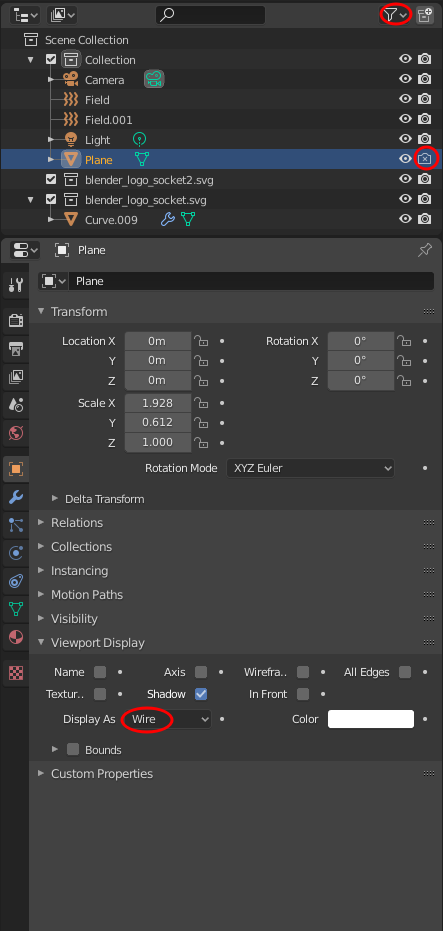 Scene Collection
Collection
Camera
Field
Field.001
Light
Plane
blender_logo_socket2.svg
blender_logo_socket.svg
Curve.009
Plane
Plane
Transform
Location X 0m Rotation X 0°
Y 0m Y 0°
Z 0m Z 0°
Scale X 1.928
Y 0.612
Z 1.000
Rotation Mode XYZ Euler
Delta Transform
Relations
Collections
Instancing
Motion Paths
Visibility
Viewport Display
Name Axis Wirefra.. All Edges
Textur.. Shadow In Front
Display As Wire Color
Bounds
Custom Properties